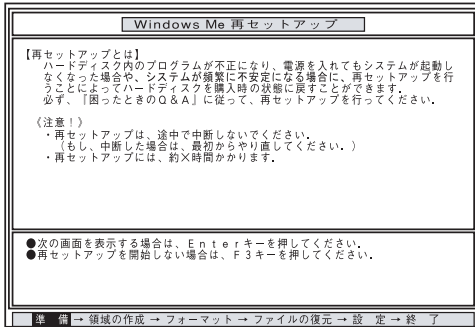 Windows Me 再セットアップ
【再セットアップとは】
ハードディスク内のプログラムが不正になり、電源を入れてもシステムが起動し
なくなった場合や、システムが頻繁に不安定になる場合に、再セットアップを行
うことによってハードディスクを購入時の状態に戻すことができます．
必ず、『困ったときのＱ＆Ａ』に従って、再セットアップを行ってください．
《注意！》
・再セットアップは、途中で中断しないでください．
（もし、中断した場合は、最初からやり直してください．）
・再セットアップには、約×時間かかります．
●次の画面を表示する場合は、Ｅｎｔｅｒキーを押してください．
●再セットアップを開始しない場合は、Ｆ３キーを押してください．
準 備 → 領域の作成 → フォーマット → ファイルの復元 → 設 定 → 終 了